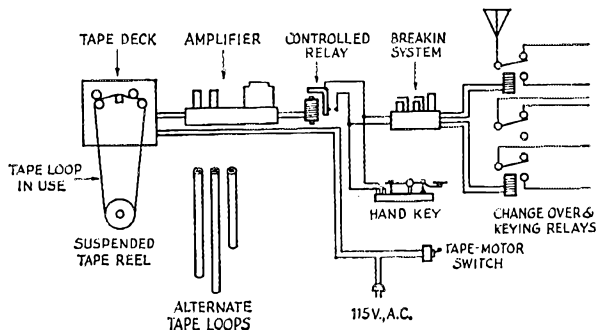 TAPE DECK
AMPLIFIER
CONTROLLED
RELAY
BREAKIN
SYSTEM
TAPE LOOP
IN USE
SUSPENDED
TAPE REEL
ALTERNATE
TAPE LOOPS
HAND KEY
CHANGE OVER &
KEYING RELAYS
TAPE-MOTOR
SWITCH
115V., A.C.